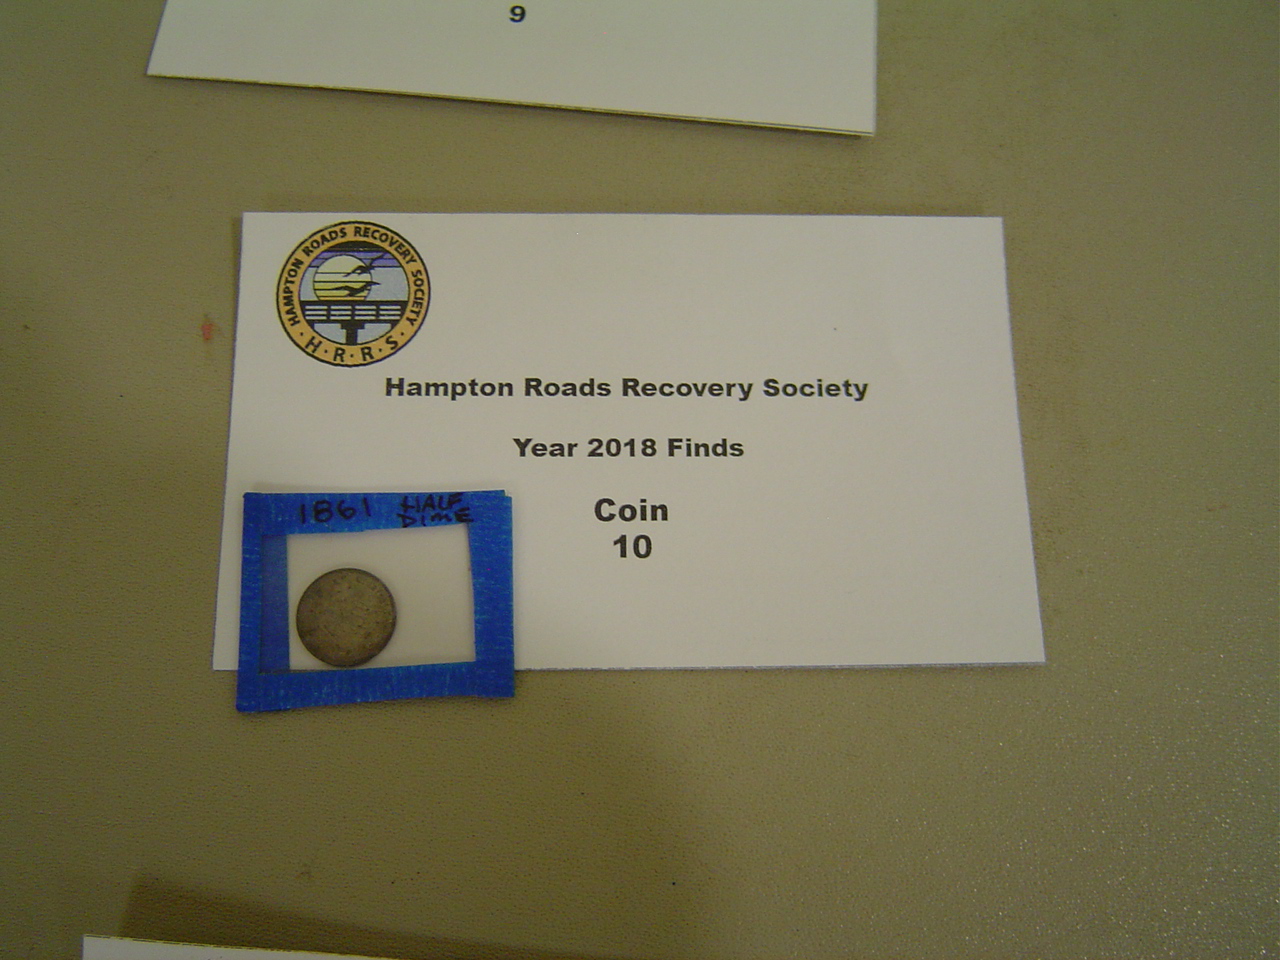 9
HAMPTON ROADS RECOVERY SOCIETY
· H · R · R · S ·
Hampton Roads Recovery Society
Year 2018 Finds
Coin
10
1861 HALF
DIME